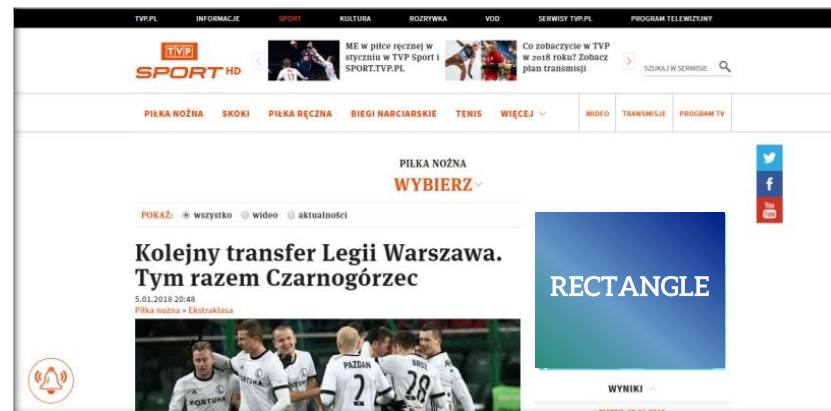 TVP.PL INFORMACJE SPORT KULTURA ROZRYWKA VOD SERWISY TVP.PL PROGRAM TELEWIZYJNY
TVP
SPORT HD
ME w piłce ręcznej w
styczniu w TVP Sport i
SPORT.TVP.PL
Co zobaczycie w TVP
w 2018 roku? Zobacz
plan transmisji
SZUKAJ W SERWISIE
PIŁKA NOŻNA SKOKI PIŁKA RĘCZNA BIEGI NARCIARSKIE TENIS WIĘCEJ WIDEO TRANSMISJE PROGRAM TV
PIŁKA NOŻNA
WYBIERZ
POKAŻ: wszystko wideo aktualności
Kolejny transfer Legii Warszawa.
Tym razem Czarnogórzec
5.01.2018 20:48
Piłka nożna » Ekstraklasa
RECTANGLE
You
Tube
PAZDAN
2
BROŹ
28
FORTUNA
WYNIKI